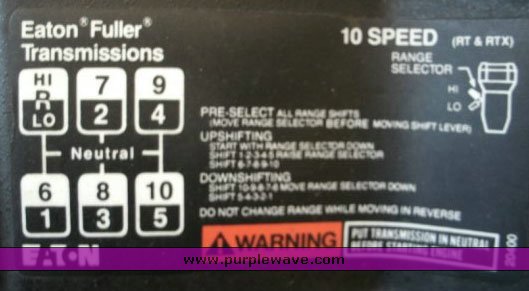 Eaton® Fuller®
Transmissions
10 SPEED (RT & RTX)
RANGE
SELECTOR
HI
LO
HI 7 9
R
LO 2 4
Neutral
6 8 10
1 3 5
PRE-SELECT ALL RANGE SHIFTS
(MOVE RANGE SELECTOR BEFORE MOVING SHIFT LEVER)
UPSHIFTING
START WITH RANGE SELECTOR DOWN
SHIFT 1-2-3-4-5 RAISE RANGE SELECTOR
SHIFT 6-7-8-9-10
DOWNSHIFTING
SHIFT 10-9-8-7-6 MOVE RANGE SELECTOR DOWN
SHIFT 5-4-3-2-1
DO NOT CHANGE RANGE WHILE MOVING IN REVERSE
WARNING
PUT TRANSMISSION IN NEUTRAL
BEFORE STARTING ENGINE
EATON
www.purplewave.com